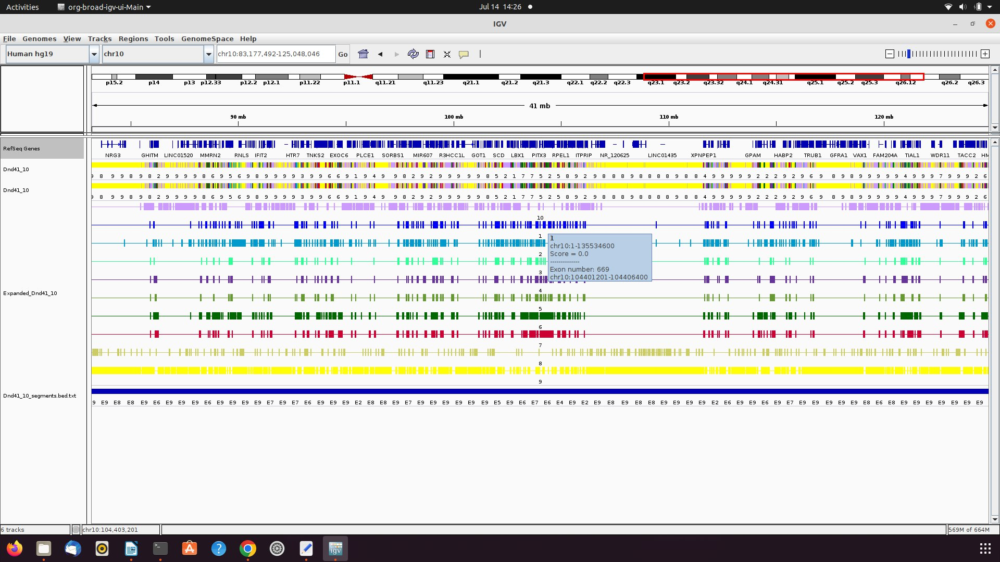 Activities org-broad-igv-ui-Main Jul 14 14:26
IGV
File Genomes View Tracks Regions Tools GenomeSpace Help
Human hg19 chr10 chr10:83,177,492-125,048,046 Go
p15.2 p14 p13 p12.33 p12.2 p12.1 p11.22 p11.1 q11.21 q11.23 q21.1 q21.2 q21.3 q22.1 q22.2 q22.3 q23.1 q23.2 q23.32 q24.1 q24.31 q25.1 q25.2 q25.3 q26.12 q26.2 q26.3
41 mb
90 mb 100 mb 110 mb 120 mb
RefSeq Genes
NRG3 GHITM LINC01520 MMRN2 RNLS IFIT2 HTR7 TNKS2 EXOC6 PLCE1 SORBS1 MIR607 R3HCC1L GOT1 SCD LBX1 PITX3 RPEL1 ITPRIP NR_120625 LINC01435 XPNPEP1 GPAM HABP2 TRUB1 GFRA1 VAX1 FAM204A TIAL1 WDR11 TACC2 HM
Dnd41_10
9 8 9 9 8 9 8 2 9 9 9 8 6 9 5 6 9 8 9 9 9 9 3 9 9 6 6 9 1 9 4 9 9 8 2 9 2 9 9 9 9 9 8 5 2 1 7 7 5 2 5 8 9 2 9 8 8 9 8 8 8 9 8 8 4 9 9 9 2 2 2 9 2 9 6 9 8 9 8 9 9 9 9 4 9 9 9 7 9 9 9 2 6
Dnd41_10
9 8 9 9 8 9 8 2 9 9 9 8 6 9 5 6 9 8 9 9 9 9 3 9 9 6 6 9 1 9 4 9 9 8 2 9 2 9 9 9 9 9 8 5 2 1 7 7 5 2 5 8 9 2 9 8 8 9 8 8 8 9 8 8 4 9 9 9 2 2 2 9 2 9 6 9 8 9 8 9 9 9 9 4 9 9 9 7 9 9 9 2 6
10
1
1
chr10:1-135534600
Score = 0.0
--------------
Exon number: 669
chr10:104401201-104406400
2
3
4
Expanded_Dnd41_10
5
6
7
8
9
Dnd41_10_segments.bed.txt
9 E9 E8 E8 E9 E6 E9 E9 E9 E9 E9 E6 E9 E9 E7 E9 E7 E6 E9 E9 E9 E2 E8 E8 E9 E7 E9 E9 E9 E9 E9 E9 E5 E9 E7 E6 E4 E9 E2 E9 E8 E9 E8 E8 E9 E9 E9 E9 E9 E2 E6 E9 E9 E6 E9 E7 E9 E9 E9 E9 E9 E8 E6 E8 E9 E9 E9 E9 E9 E9 E9
6 tracks chr10:104,403,201 569M of 664M